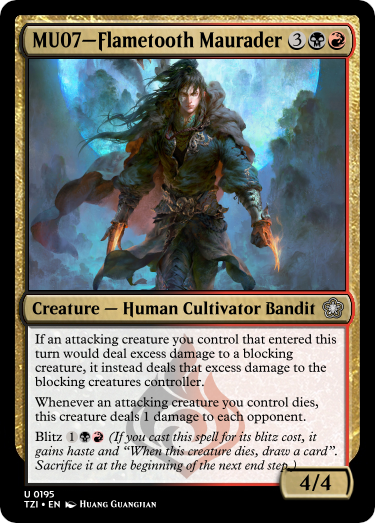 MU07—Flametooth Maurader 3
Creature — Human Cultivator Bandit
If an attacking creature you control that entered this
turn would deal excess damage to a blocking
creature, it instead deals that excess damage to the
blocking creatures controller.
Whenever an attacking creature you control dies,
this creature deals 1 damage to each opponent.
Blitz 1 (If you cast this spell for its blitz cost, it
gains haste and “When this creature dies, draw a card”.
Sacrifice it at the beginning of the next end step.)
4/4
U 0195
TZI • EN Huang Guangjian